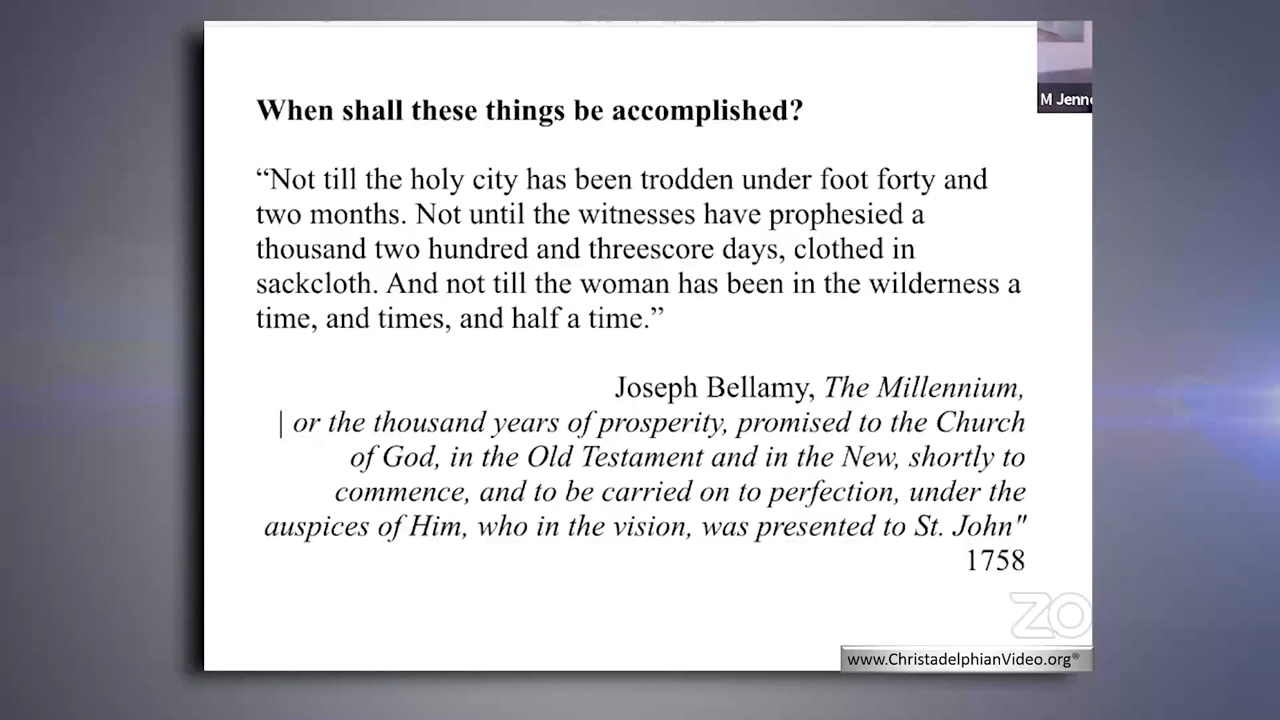 When shall these things be accomplished?
“Not till the holy city has been trodden under foot forty and
two months. Not until the witnesses have prophesied a
thousand two hundred and threescore days, clothed in
sackcloth. And not till the woman has been in the wilderness a
time, and times, and half a time.”
Joseph Bellamy, The Millennium,
| or the thousand years of prosperity, promised to the Church
of God, in the Old Testament and in the New, shortly to
commence, and to be carried on to perfection, under the
auspices of Him, who in the vision, was presented to St. John"
1758
M Jenne
ZO
www.ChristadelphianVideo.org®